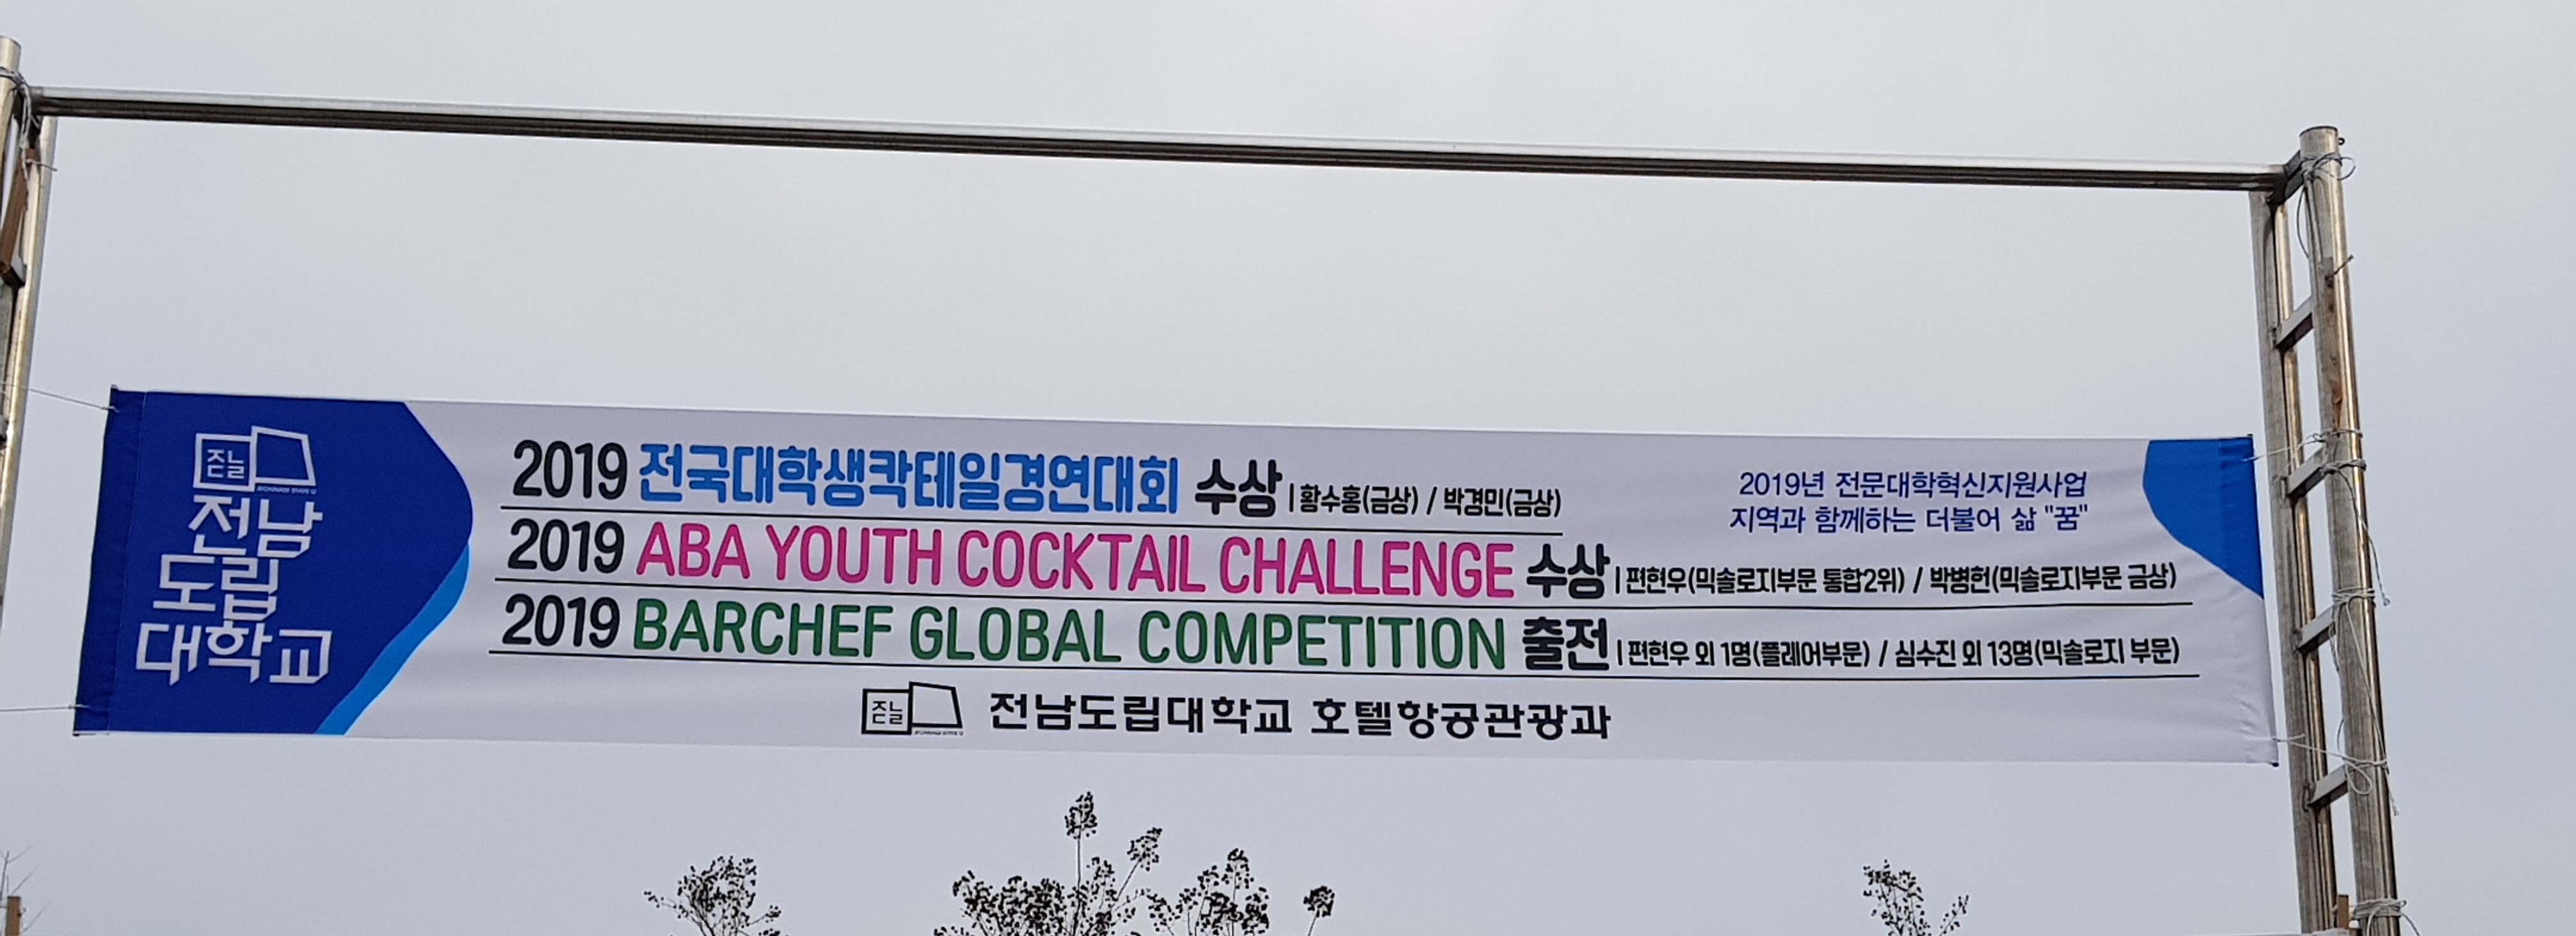 전남
도립
대학교
2019 전국대학생칵테일경연대회 수상 | 황수홍(금상) / 박경민(금상)
2019년 전문대학혁신지원사업
지역과 함께하는 더불어 삶 "꿈"
2019 ABA YOUTH COCKTAIL CHALLENGE 수상 | 편현우(믹솔로지부문 통합2위) / 박병헌(믹솔로지부문 금상)
2019 BARCHEF GLOBAL COMPETITION 출전 | 편현우 외 1명(플레어부문) / 심수진 외 13명(믹솔로지 부문)
전남도립대학교 호텔항공관광과